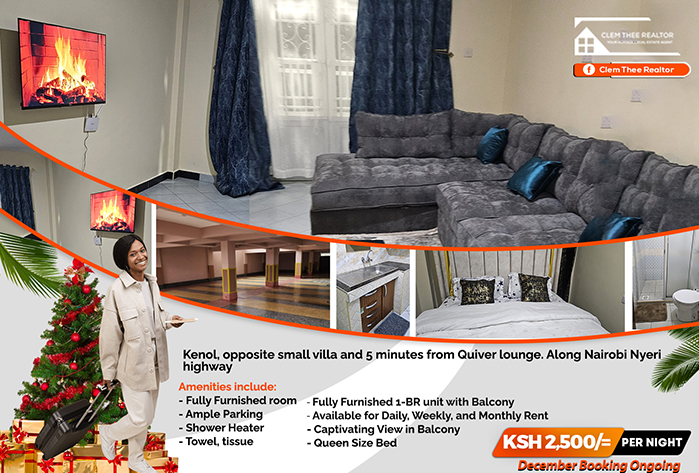 CLEM THEE REALTOR
Clem Thee Realtor
Kenol, opposite small villa and 5 minutes from Quiver lounge. Along Nairobi Nyeri
highway
Amenities include:
- Fully Furnished room
- Ample Parking
- Shower Heater
- Towel, tissue
- Fully Furnished 1-BR unit with Balcony
- Available for Daily, Weekly, and Monthly Rent
- Captivating View in Balcony
- Queen Size Bed
KSH 2,500/= PER NIGHT
December Booking Ongoing